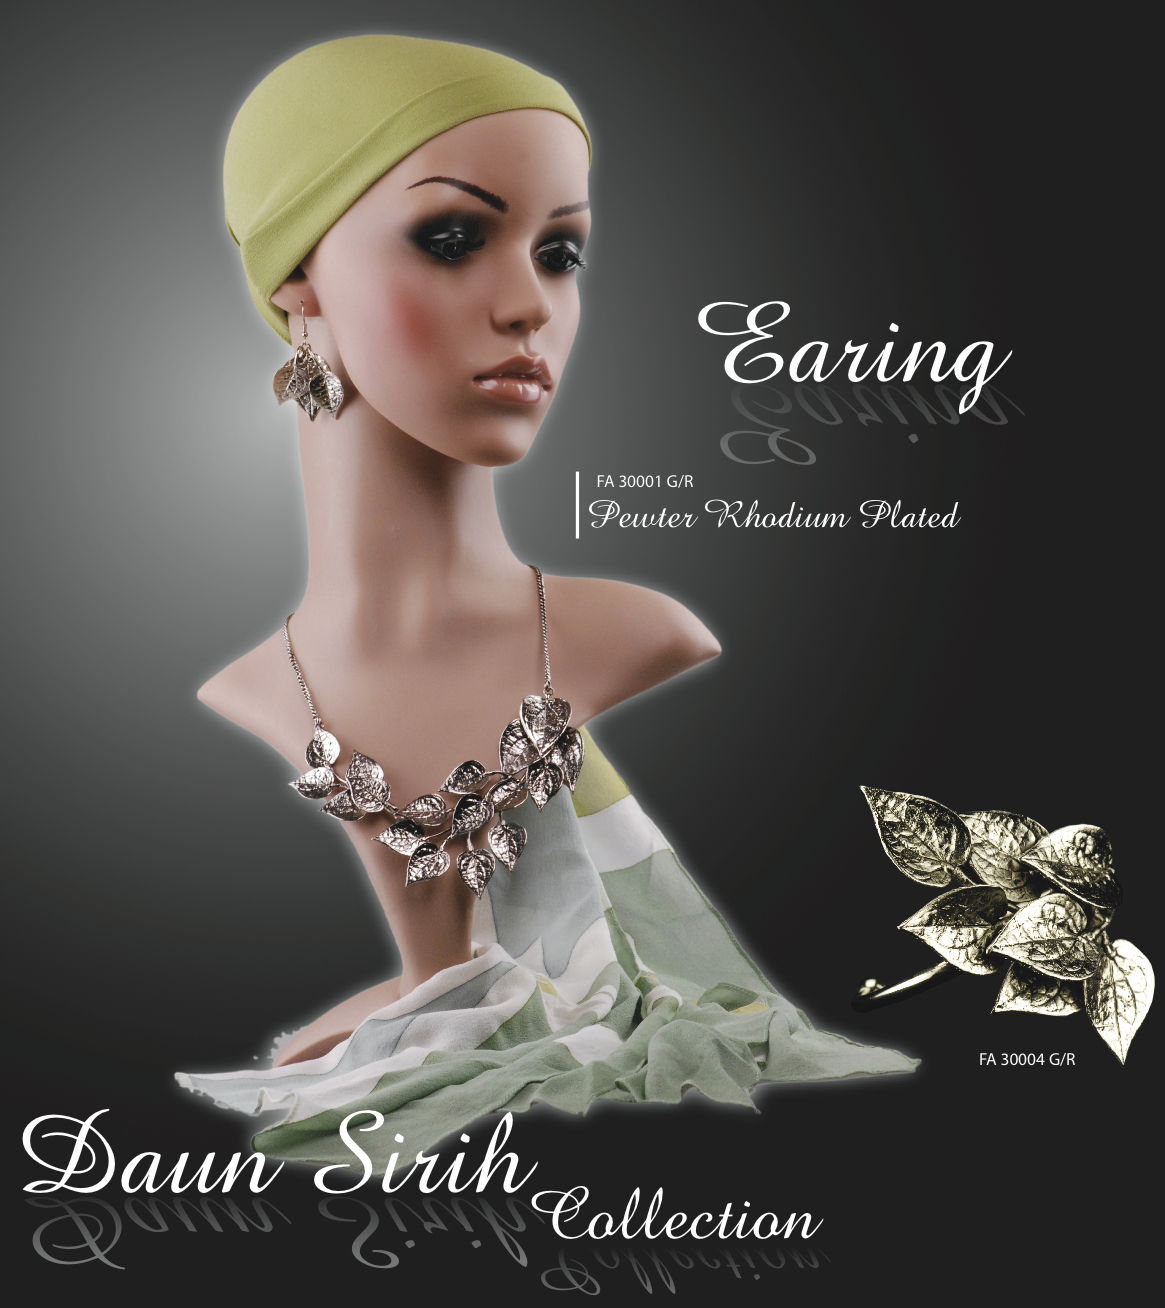 Earing
FA 30001 G/R
Pewter Rhodium Plated
FA 30004 G/R
Daun Sirih
Collection